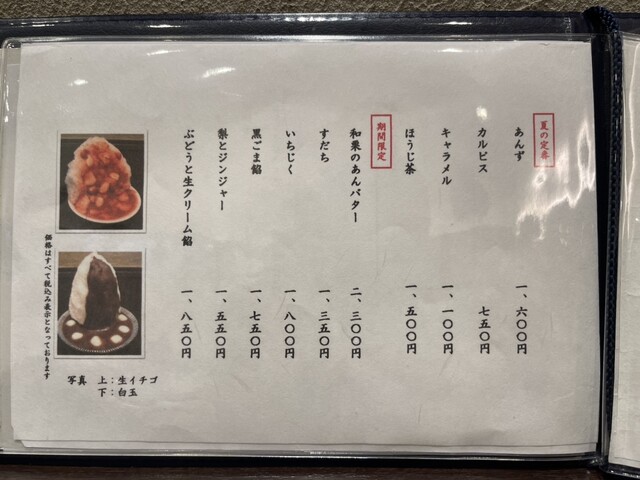 夏の定番
あんず 一、六〇〇円
カルピス 七五〇円
キャラメル 一、一〇〇円
ほうじ茶 一、五〇〇円
期間限定
和栗のあんバター 二、三〇〇円
すだち 一、三五〇円
いちじく 一、八〇〇円
黒ごま餡 一、七五〇円
梨とジンジャー 一、五五〇円
ぶどうと生クリーム餡 一、八五〇円
写真 上：生イチゴ
下：白玉
価格はすべて税込み表示となっております